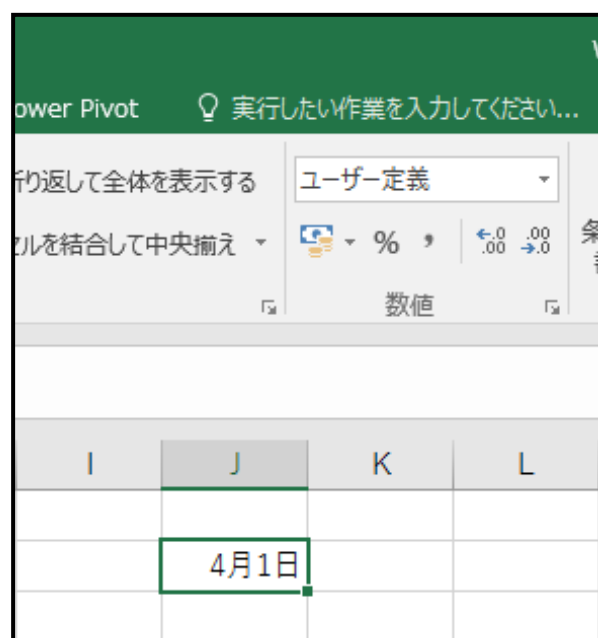 ower Pivot 実行したい作業を入力してください...
り返して全体を表示する ユーザー定義
ルを結合して中央揃え % , ←.0 .00 .00 →.0
数値
I J K L
4月1日